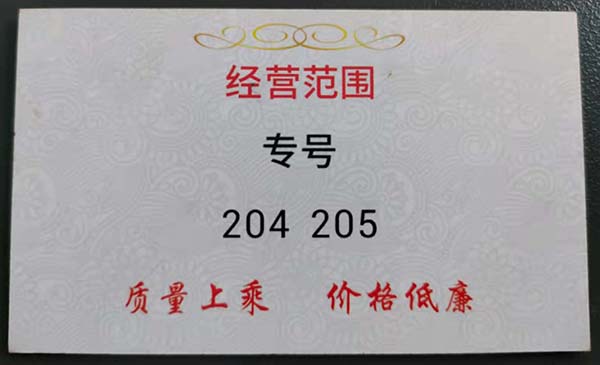 经营范围
专号
204 205
质量上乘 价格低廉